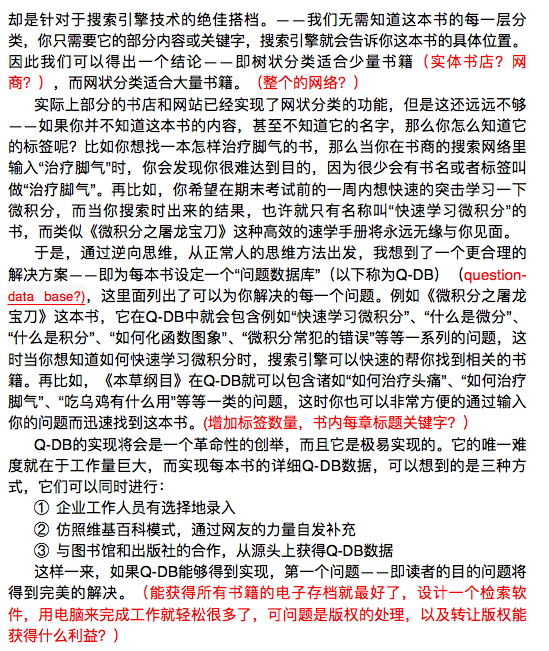 却是针对于搜索引擎技术的绝佳搭档。——我们无需知道这本书的每一层分
类，你只需要它的部分内容或关键字，搜索引擎就会告诉你这本书的具体位置。
因此我们可以得出一个结论——即树状分类适合少量书籍（实体书店？网
商？），而网状分类适合大量书籍。（整个的网络？）
实际上部分的书店和网站已经实现了网状分类的功能，但是这还远远不够
——如果你并不知道这本书的内容，甚至不知道它的名字，那么你怎么知道它
的标签呢？比如你想找一本怎样治疗脚气的书，那么当你在书商的搜索网络里
输入“治疗脚气”时，你会发现你很难达到目的，因为很少会有书名或者标签叫
做“治疗脚气”。再比如，你希望在期末考试前的一周内想快速的突击学习一下
微积分，而当你搜索时出来的结果，也许就只有名称叫“快速学习微积分”的
书，而类似《微积分之屠龙宝刀》这种高效的速学手册将永远无缘与你见面。
于是，通过逆向思维，从正常人的思维方法出发，我想到了一个更合理的
解决方案——即为每本书设定一个“问题数据库”（以下称为Q-DB）（question-
data base?)，这里面列出了可以为你解决的每一个问题。例如《微积分之屠龙
宝刀》这本书，它在Q-DB中就会包含例如“快速学习微积分”、“什么是微分”、
“什么是积分”、“如何化函数图象”、“微积分常犯的错误”等等一系列的问题，这
时当你想知道如何快速学习微积分时，搜索引擎可以快速的帮你找到相关的书
籍。再比如，《本草纲目》在Q-DB就可以包含诸如“如何治疗头痛”、“如何治疗
脚气”、“吃乌鸡有什么用”等等一类的问题，这时你也可以非常方便的通过输入
你的问题而迅速找到这本书。(增加标签数量，书内每章标题关键字？）
Q-DB的实现将会是一个革命性的创举，而且它是极易实现的。它的唯一难
度就在于工作量巨大，而实现每本书的详细Q-DB数据，可以想到的是三种方
式，它们可以同时进行：
① 企业工作人员有选择地录入
② 仿照维基百科模式，通过网友的力量自发补充
③ 与图书馆和出版社的合作，从源头上获得Q-DB数据
这样一来，如果Q-DB能够得到实现，第一个问题——即读者的目的问题将
得到完美的解决。（能获得所有书籍的电子存档就最好了，设计一个检索软
件，用电脑来完成工作就轻松很多了，可问题是版权的处理，以及转让版权能
获得什么利益？）